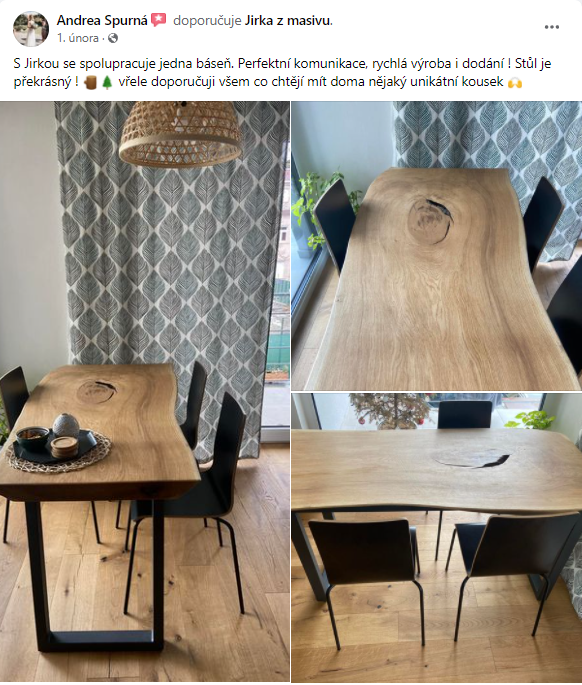 Andrea Spurná doporučuje Jirka z masivu.
1. února ·
S Jirkou se spolupracuje jedna báseň. Perfektní komunikace, rychlá výroba i dodání ! Stůl je
překrásný ! 🪵🌲 vřele doporučuji všem co chtějí mít doma nějaký unikátní kousek 🙌